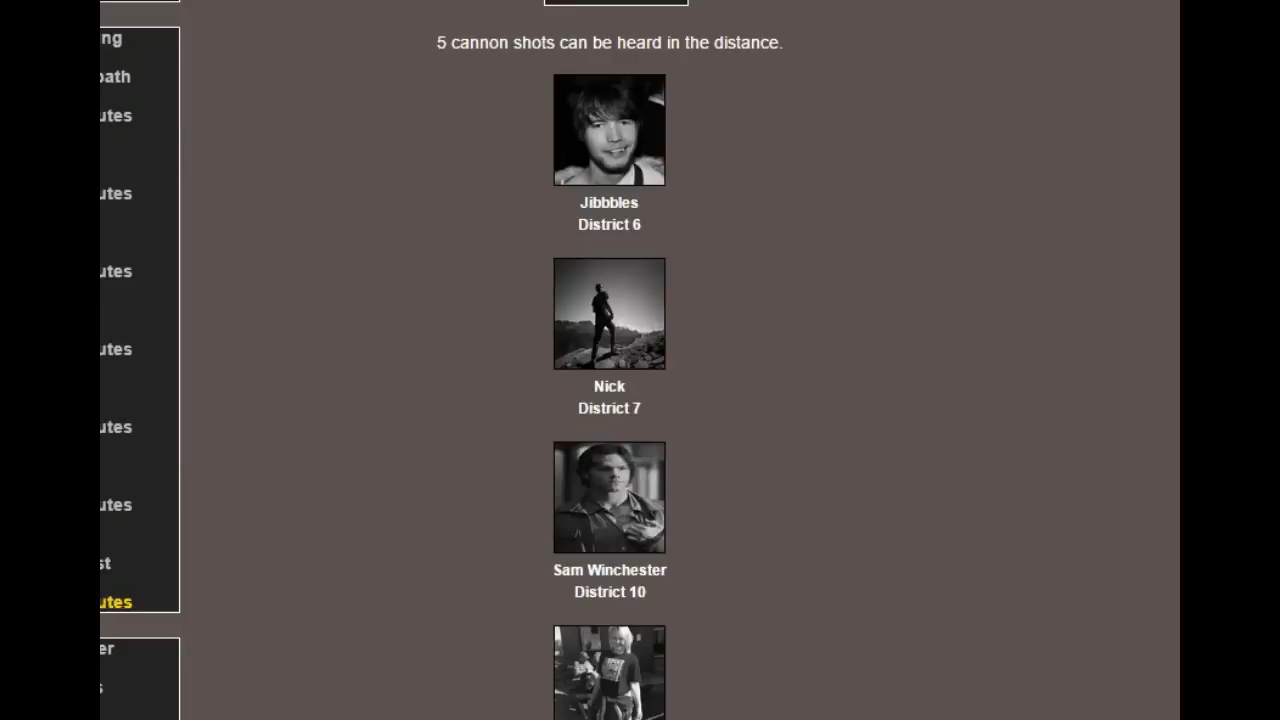 5 cannon shots can be heard in the distance.
Jibbbles
District 6
Nick
District 7
Sam Winchester
District 10
ng
path
utes
utes
utes
utes
utes
utes
st
utes
er
s